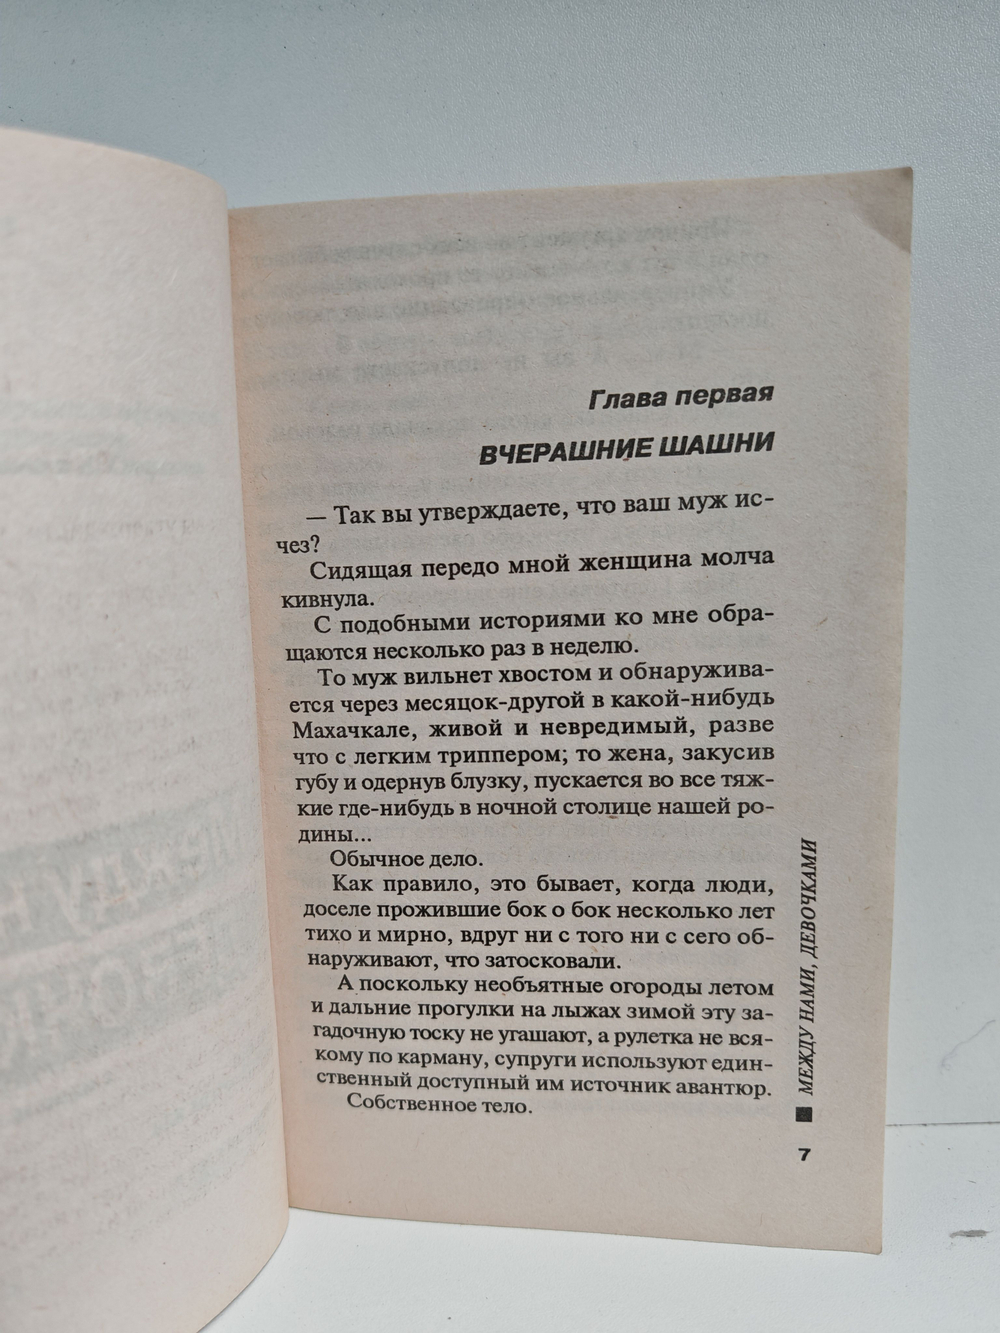 Глава первая
ВЧЕРАШНИЕ ШАШНИ
— Так вы утверждаете, что ваш муж ис-
чез?
Сидящая передо мной женщина молча
кивнула.
С подобными историями ко мне обра-
щаются несколько раз в неделю.
То муж вильнет хвостом и обнаружива-
ется через месяцок-другой в какой-нибудь
Махачкале, живой и невредимый, разве
что с легким триппером; то жена, закусив
губу и одернув блузку, пускается во все тяж-
кие где-нибудь в ночной столице нашей ро-
дины...
Обычное дело.
Как правило, это бывает, когда люди,
доселе прожившие бок о бок несколько лет
тихо и мирно, вдруг ни с того ни с сего об-
наруживают, что затосковали.
А поскольку необъятные огороды летом
и дальние прогулки на лыжах зимой эту за-
гадочную тоску не угашают, а рулетка не вся-
кому по карману, супруги используют един-
ственный доступный им источник авантюр.
Собственное тело.
МЕЖДУ НАМИ, ДЕВОЧКАМИ
7